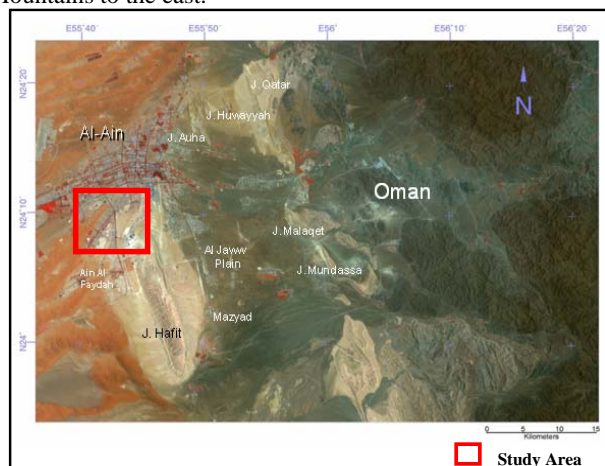 Mountains to the east.
E55°40' E55°50' E56° E56°10' E56°20'
N24°20'
J. Qatar
N
J. Huwayyah
Al-Ain
J. Auha
Oman
N24°10'
J. Malaqet
Al Jaww
Plain
J. Mundassa
Ain Al
Faydah
Mazyad
N24°
J. Hafit
0 5 10 15
Kilometers
Study Area